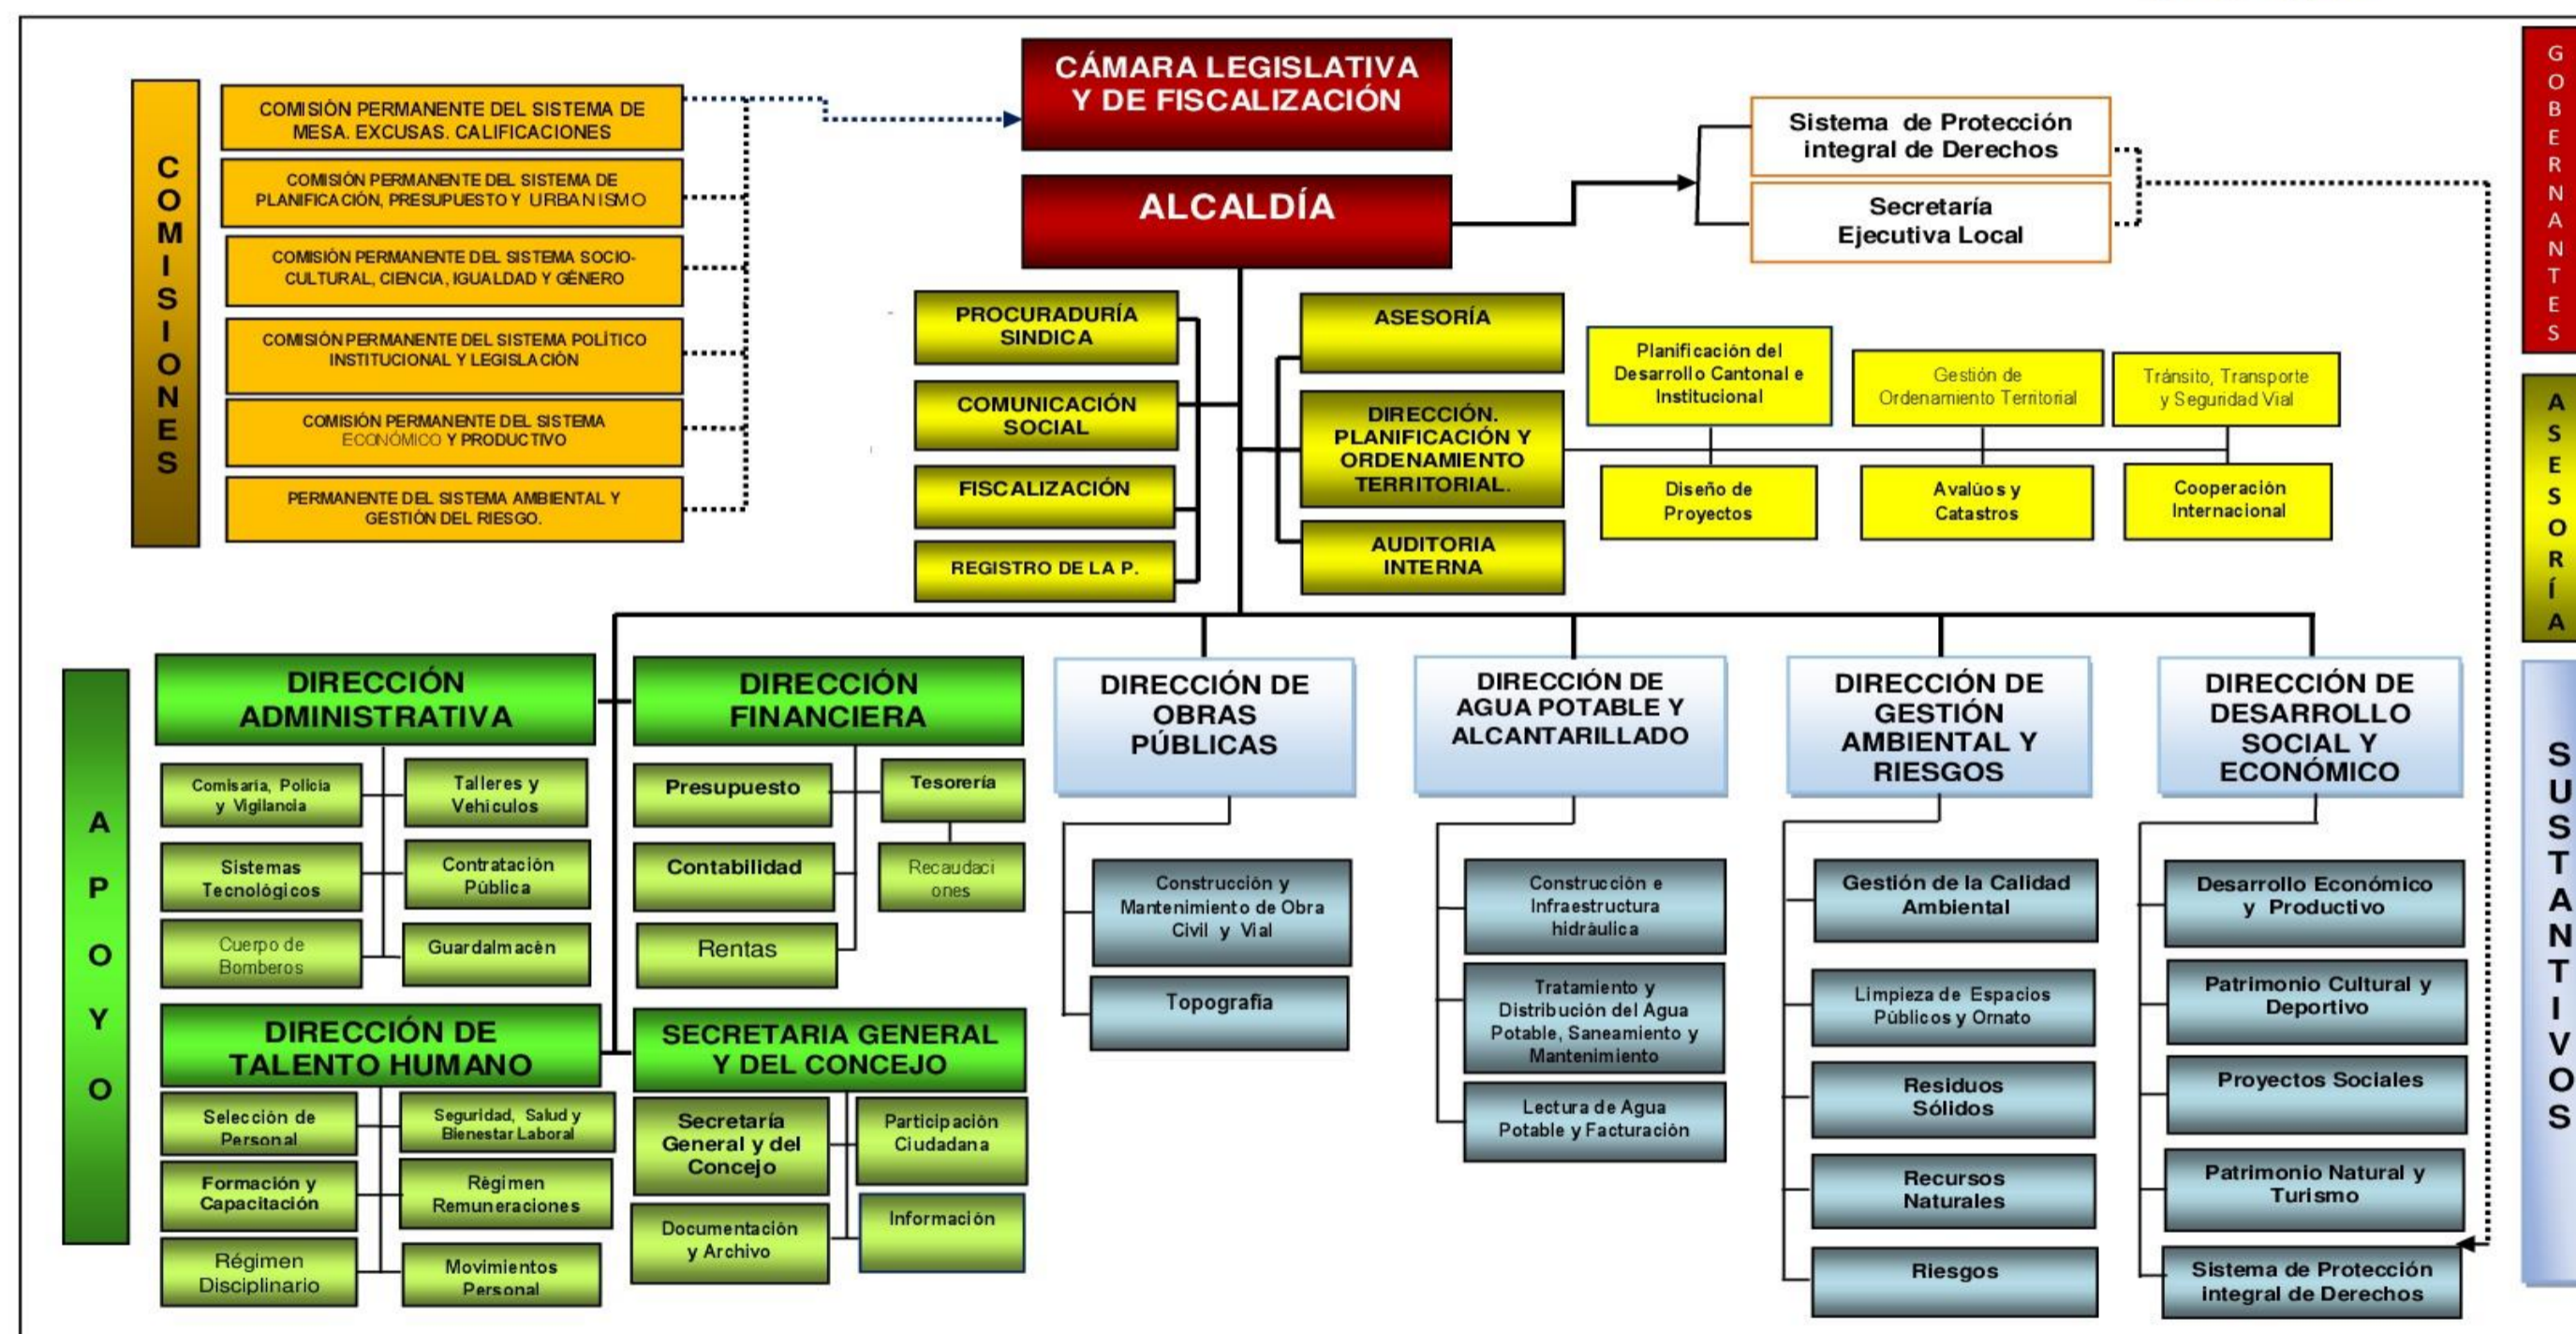 CÁMARA LEGISLATIVA
Y DE FISCALIZACIÓN
ALCALDÍA
COMISIONES
COMISIÓN PERMANENTE DEL SISTEMA DE
MESA. EXCUSAS. CALIFICACIONES
COMISIÓN PERMANENTE DEL SISTEMA DE
PLANIFICACIÓN, PRESUPUESTO Y URBANISMO
COMISIÓN PERMANENTE DEL SISTEMA SOCIO-
CULTURAL, CIENCIA, IGUALDAD Y GÉNERO
COMISIÓN PERMANENTE DEL SISTEMA POLÍTICO
INSTITUCIONAL Y LEGISLACIÓN
COMISIÓN PERMANENTE DEL SISTEMA
ECONÓMICO Y PRODUCTIVO
PERMANENTE DEL SISTEMA AMBIENTAL Y
GESTIÓN DEL RIESGO.
Sistema de Protección
integral de Derechos
Secretaría
Ejecutiva Local
GOBERNANTES
PROCURADURÍA
SINDICA
COMUNICACIÓN
SOCIAL
FISCALIZACIÓN
REGISTRO DE LA P.
ASESORÍA
DIRECCIÓN.
PLANIFICACIÓN Y
ORDENAMIENTO
TERRITORIAL.
AUDITORIA
INTERNA
Planificación del
Desarrollo Cantonal e
Institucional
Gestión de
Ordenamiento Territorial
Tránsito, Transporte
y Seguridad Vial
Diseño de
Proyectos
Avalúos y
Catastros
Cooperación
Internacional
ASESORÍA
APOYO
DIRECCIÓN
ADMINISTRATIVA
Comisaría, Policía
y Vigilancia
Talleres y
Vehículos
Sistemas
Tecnológicos
Contratación
Pública
Cuerpo de
Bomberos
Guardalmacén
DIRECCIÓN
FINANCIERA
Presupuesto
Tesorería
Contabilidad
Recaudaci
ones
Rentas
DIRECCIÓN DE
TALENTO HUMANO
Selección de
Personal
Seguridad, Salud y
Bienestar Laboral
Formación y
Capacitación
Régimen
Remuneraciones
Régimen
Disciplinario
Movimientos
Personal
SECRETARIA GENERAL
Y DEL CONCEJO
Secretaría
General y del
Concejo
Participación
Ciudadana
Documentación
y Archivo
Información
DIRECCIÓN DE
OBRAS
PÚBLICAS
Construcción y
Mantenimiento de Obra
Civil y Vial
Topografía
DIRECCIÓN DE
AGUA POTABLE Y
ALCANTARILLADO
Construcción e
Infraestructura
hidráulica
Tratamiento y
Distribución del Agua
Potable, Saneamiento y
Mantenimiento
Lectura de Agua
Potable y Facturación
DIRECCIÓN DE
GESTIÓN
AMBIENTAL Y
RIESGOS
Gestión de la Calidad
Ambiental
Limpieza de Espacios
Públicos y Ornato
Residuos
Sólidos
Recursos
Naturales
Riesgos
DIRECCIÓN DE
DESARROLLO
SOCIAL Y
ECONÓMICO
Desarrollo Económico
y Productivo
Patrimonio Cultural y
Deportivo
Proyectos Sociales
Patrimonio Natural y
Turismo
Sistema de Protección
integral de Derechos
SUSTANTIVOS